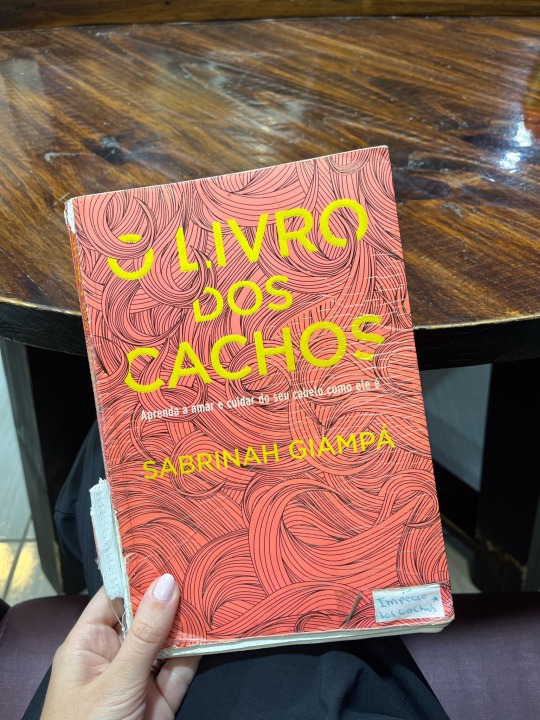 O LIVRO
DOS
CACHOS
Aprenda a amar e cuidar do seu cabelo como ele é
SABRINAH GIAMPÁ
Império
dos Cachos